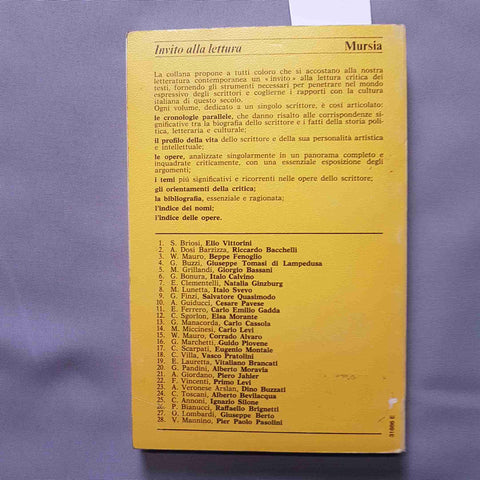 Invito alla lettura Mursia
La collana propone a tutti coloro che si accostano alla nostra
letteratura contemporanea un «invito» alla lettura critica dei
testi, fornendo gli strumenti necessari per penetrare nel mondo
espressivo degli scrittori e coglierne i rapporti con la cultura
italiana di questo secolo.
Ogni volume, dedicato a un singolo scrittore, è così articolato:
le cronologie parallele, che danno risalto alle corrispondenze si-
gnificative tra la biografia dello scrittore e i fatti della storia poli-
tica, letteraria e culturale;
il profilo della vita dello scrittore e della sua personalità artistica
e intellettuale;
le opere, analizzate singolarmente in un panorama completo e
inquadrate criticamente, con una essenziale esposizione degli
argomenti;
i temi più significativi e ricorrenti nelle opere dello scrittore;
gli orientamenti della critica;
la bibliografia, essenziale e ragionata;
l'indice dei nomi;
l'indice delle opere.
1. S. Briosi, Elio Vittorini
2. A. Dosi Barzizza, Riccardo Bacchelli
3. W. Mauro, Beppe Fenoglio
4. G. Buzzi, Giuseppe Tomasi di Lampedusa
5. M. Grillandi, Giorgio Bassani
6. G. Bonura, Italo Calvino
7. E. Clementelli, Natalia Ginzburg
8. M. Lunetta, Italo Svevo
9. G. Finzi, Salvatore Quasimodo
10. A. Guiducci, Cesare Pavese
11. E. Ferrero, Carlo Emilio Gadda
12. C. Sgorlon, Elsa Morante
13. G. Manacorda, Carlo Cassola
14. M. Miccinesi, Carlo Levi
15. W. Mauro, Corrado Alvaro
16. G. Marchetti, Guido Piovene
17. C. Scarpati, Eugenio Montale
18. C. Villa, Vasco Pratolini
19. E. Lauretta, Vitaliano Brancati
20. G. Pandini, Alberto Moravia
21. A. Giordano, Piero Jahier
22. F. Vincenti, Primo Levi
23. A. Veronese Arslan, Dino Buzzati
24. C. Toscani, Alberto Bevilacqua
25. C. Annoni, Ignazio Silone
26. P. Bianucci, Raffaello Brignetti
27. O. Lombardi, Giuseppe Berto
28. V. Mannino, Pier Paolo Pasolini